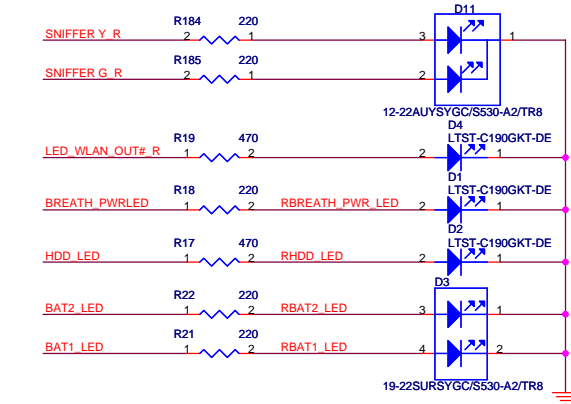 D11
R184 220
SNIFFER Y_R 2 1 3 1
R185 220
SNIFFER G_R 2 1 2
12-22AUYSYGC/S530-A2/TR8
D4
R19 470 LTST-C190GKT-DE
LED_WLAN_OUT#_R 1 2 2 1
D1
R18 220 LTST-C190GKT-DE
BREATH_PWRLED 1 2 RBREATH_PWR_LED 2 1
D2
R17 470 LTST-C190GKT-DE
HDD_LED 1 2 RHDD_LED 2 1
D3
R22 220
BAT2_LED 1 2 RBAT2_LED 3 1
R21 220
BAT1_LED 1 2 RBAT1_LED 4 2
19-22SURSYGC/S530-A2/TR8